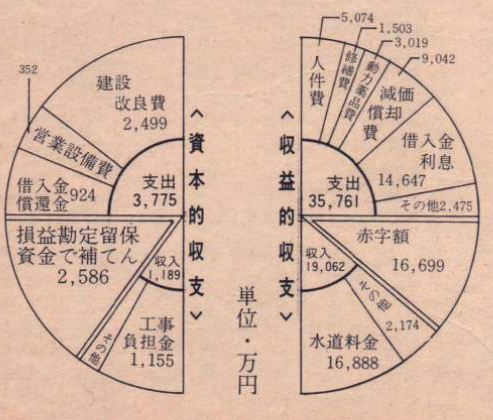 352
建設
改良費
2,499
営業設備費
借入金
償還金
924
支出
3,775
損益勘定留保
資金で補てん
2,586
収入
1,189
その他
工事
負担金
1,155
〈資本的収支〉
単位・万円
〈収益的収支〉
5,074
1,503
3,019
9,042
人件費
修繕費
動力薬品費
減価
償却
費
借入金
利息
14,647
その他2,475
支出
35,761
赤字額
16,699
収入
19,062
その他
2,174
水道料金
16,888